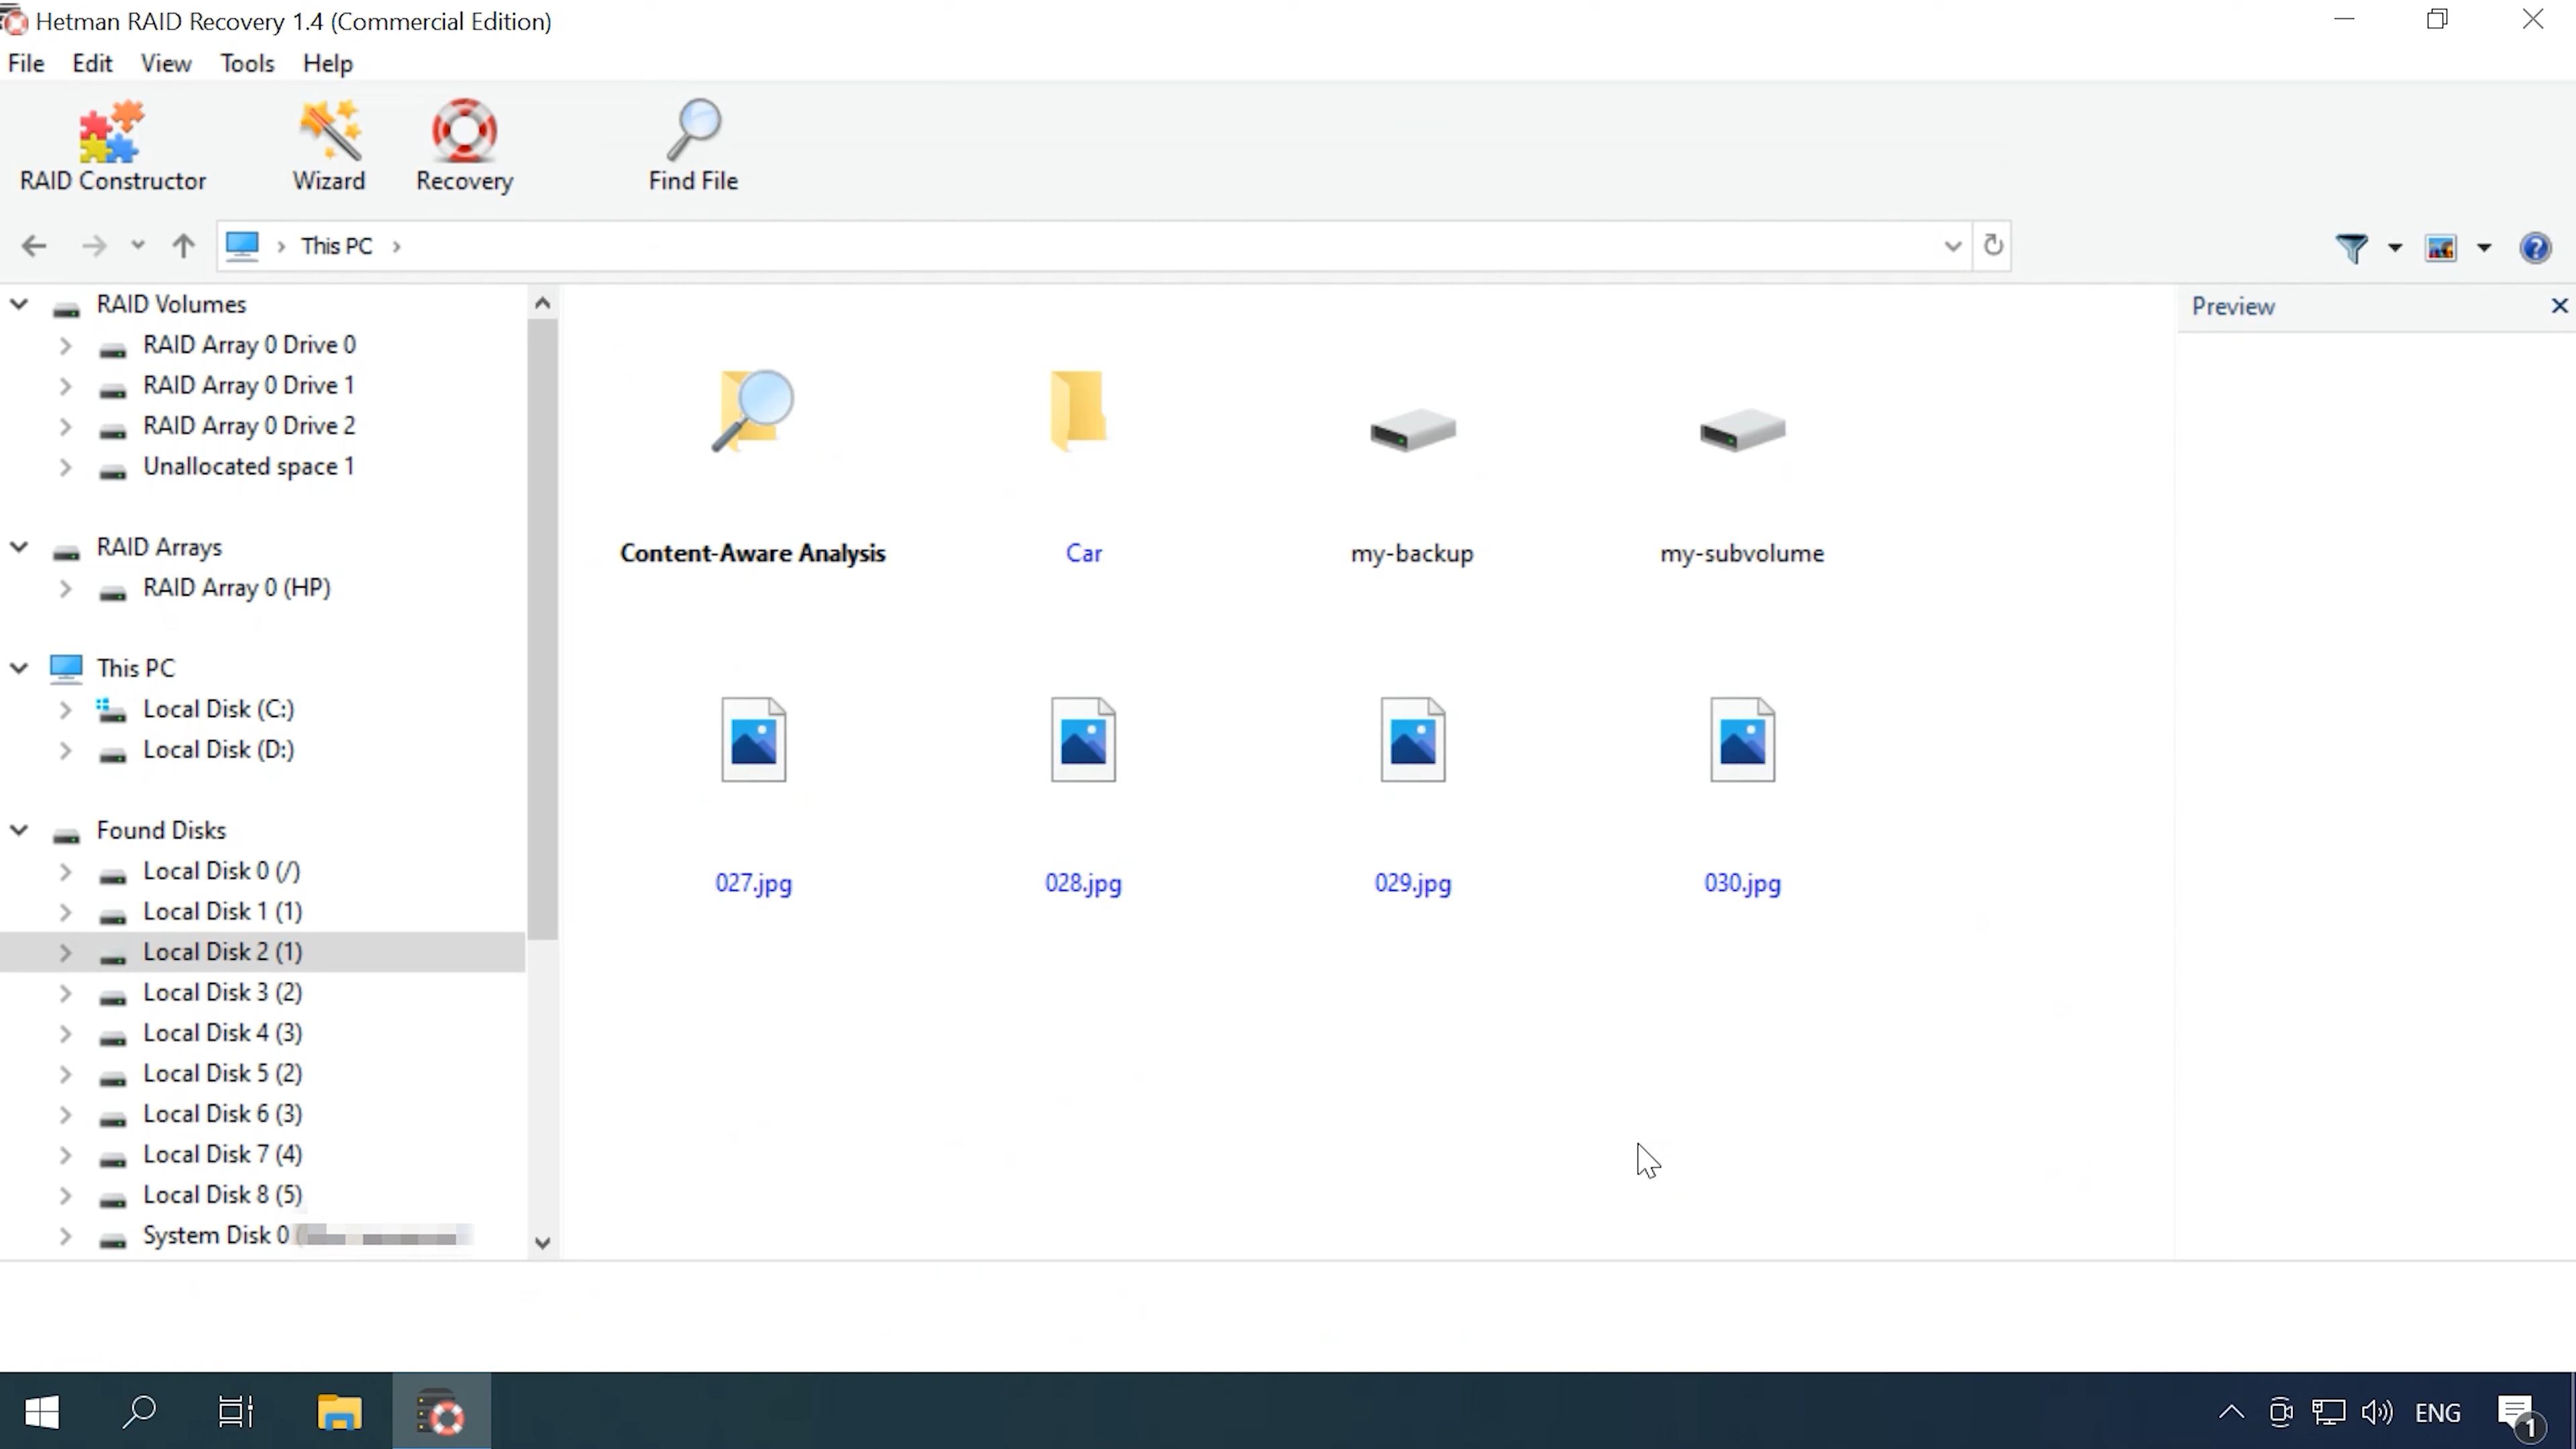 Hetman RAID Recovery 1.4 (Commercial Edition)
File Edit View Tools Help
RAID Constructor Wizard Recovery Find File
This PC
RAID Volumes
RAID Array 0 Drive 0
RAID Array 0 Drive 1
RAID Array 0 Drive 2
Unallocated space 1
RAID Arrays
RAID Array 0 (HP)
This PC
Local Disk (C:)
Local Disk (D:)
Found Disks
Local Disk 0 (/)
Local Disk 1 (1)
Local Disk 2 (1)
Local Disk 3 (2)
Local Disk 4 (3)
Local Disk 5 (2)
Local Disk 6 (3)
Local Disk 7 (4)
Local Disk 8 (5)
System Disk 0
Content-Aware Analysis Car my-backup my-subvolume
027.jpg 028.jpg 029.jpg 030.jpg
Preview
ENG
1